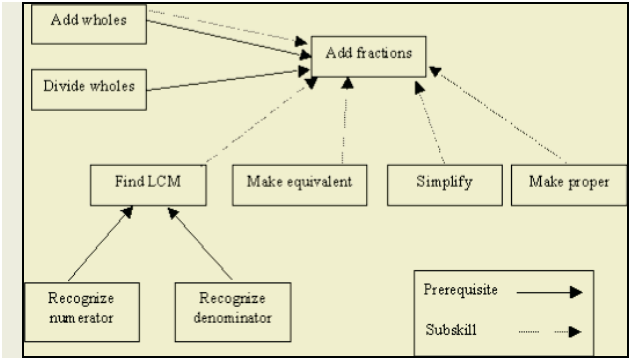 Add wholes
Add fractions
Divide wholes
Find LCM
Make equivalent
Simplify
Make proper
Recognize
numerator
Recognize
denominator
Prerequisite
Subskill